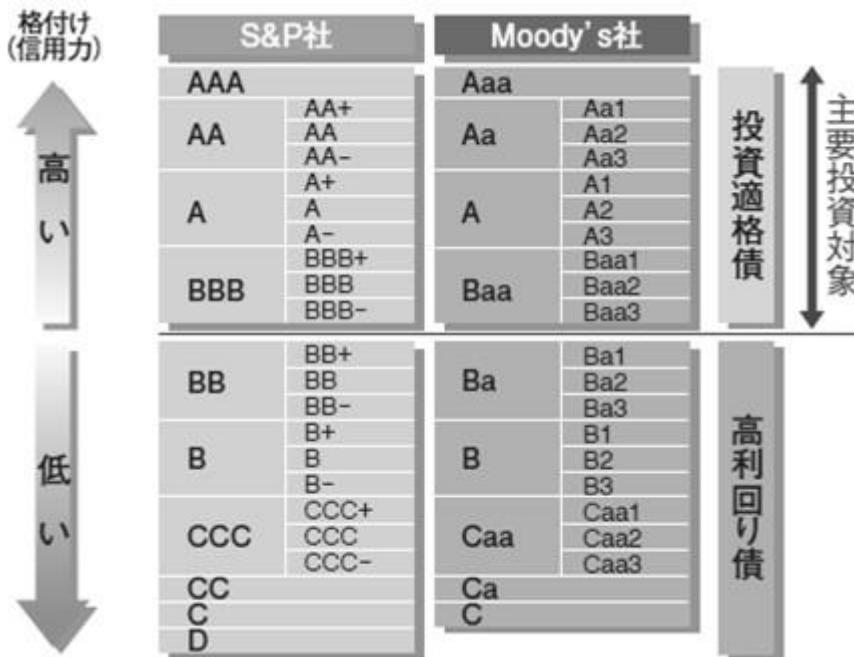 格付け
(信用力)
S&P社
Moody's社
高い
低い
AAA
AA
AA+
AA
AA-
A
A+
A
A-
BBB
BBB+
BBB
BBB-
BB
BB+
BB
BB-
B
B+
B
B-
CCC
CCC+
CCC
CCC-
CC
C
D
Aaa
Aa
Aa1
Aa2
Aa3
A
A1
A2
A3
Baa
Baa1
Baa2
Baa3
Ba
Ba1
Ba2
Ba3
B
B1
B2
B3
Caa
Caa1
Caa2
Caa3
Ca
C
投資適格債
高利回り債
主要投資対象